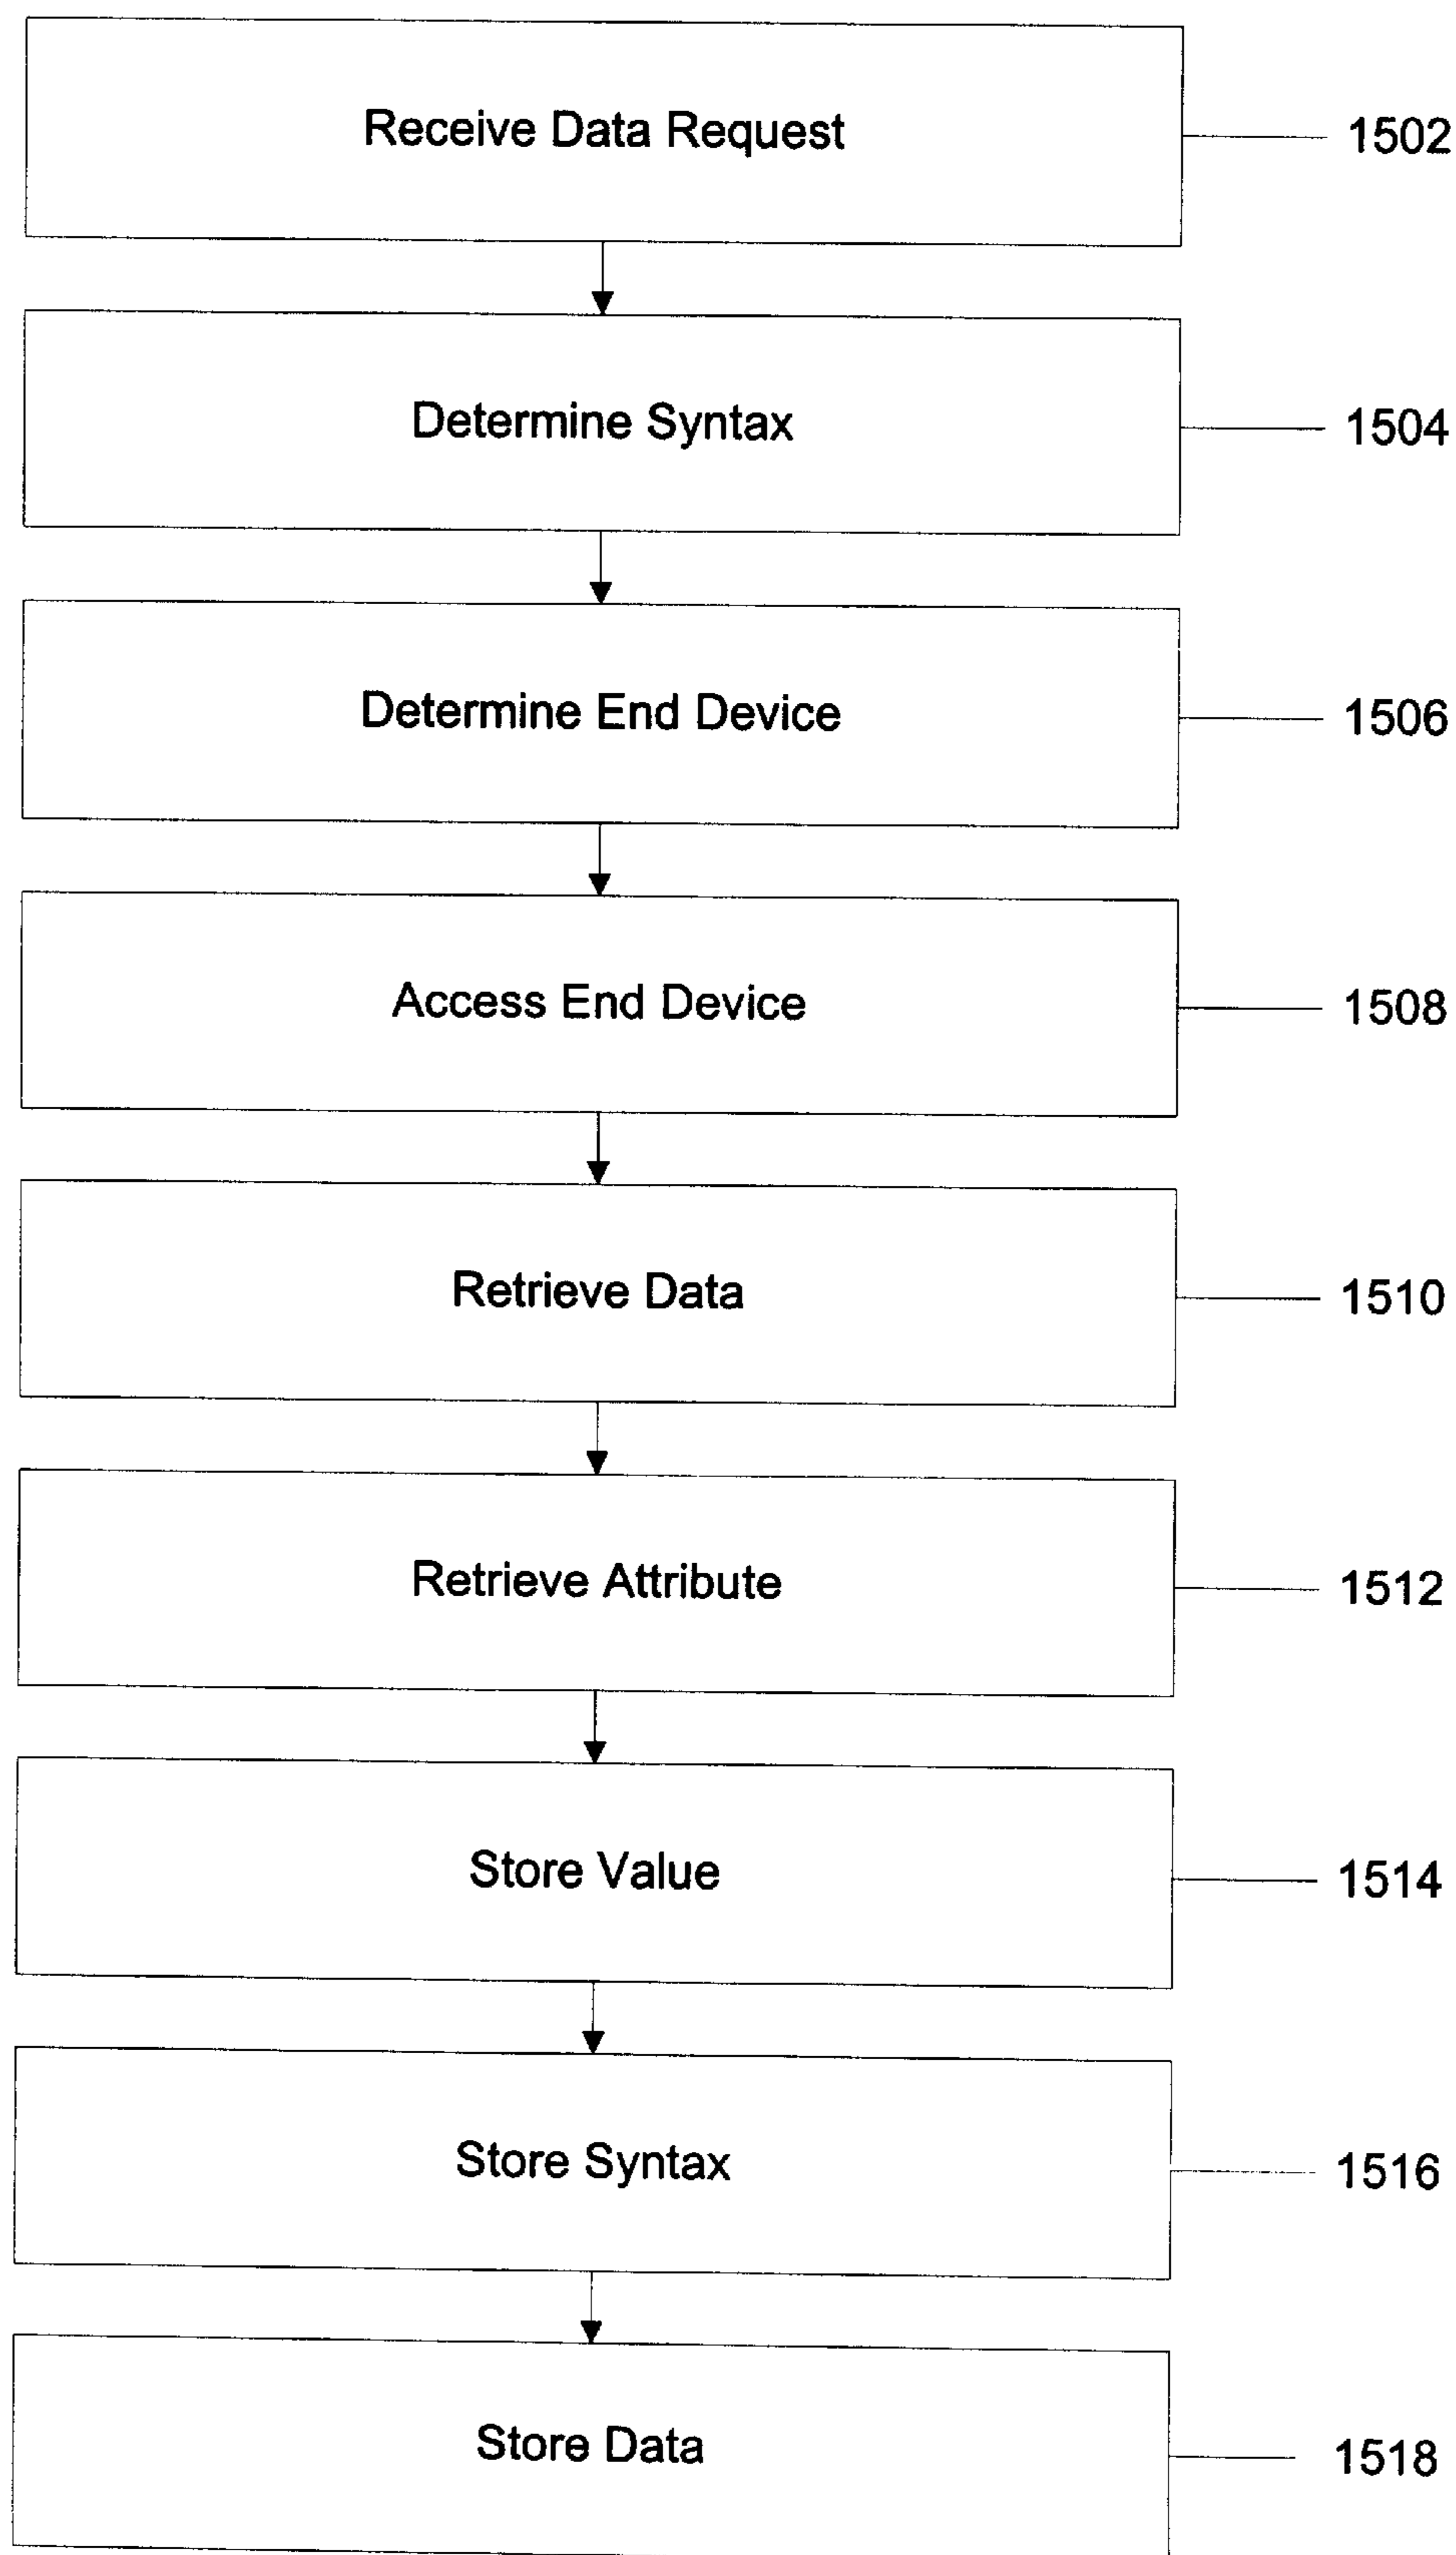 Receive Data Request
1502
Determine Syntax
1504
Determine End Device
1506
Access End Device
1508
Retrieve Data
1510
Retrieve Attribute
1512
Store Value
1514
Store Syntax
1516
Store Data
1518